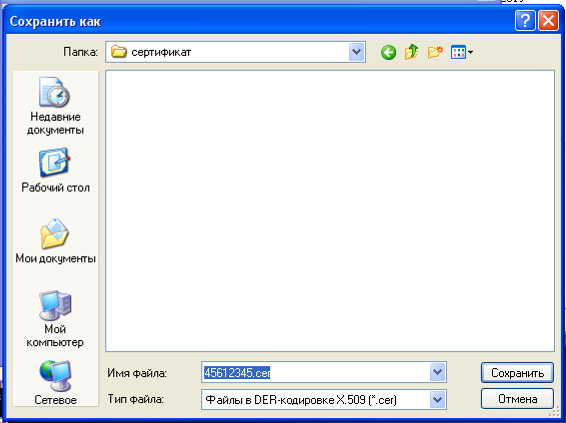 Сохранить как
Папка:
сертификат
Недавние
документы
Рабочий стол
Мои документы
Мой
компьютер
Сетевое
Имя файла:
45612345.cer
Сохранить
Тип файла:
Файлы в DER-кодировке X.509 (*.cer)
Отмена